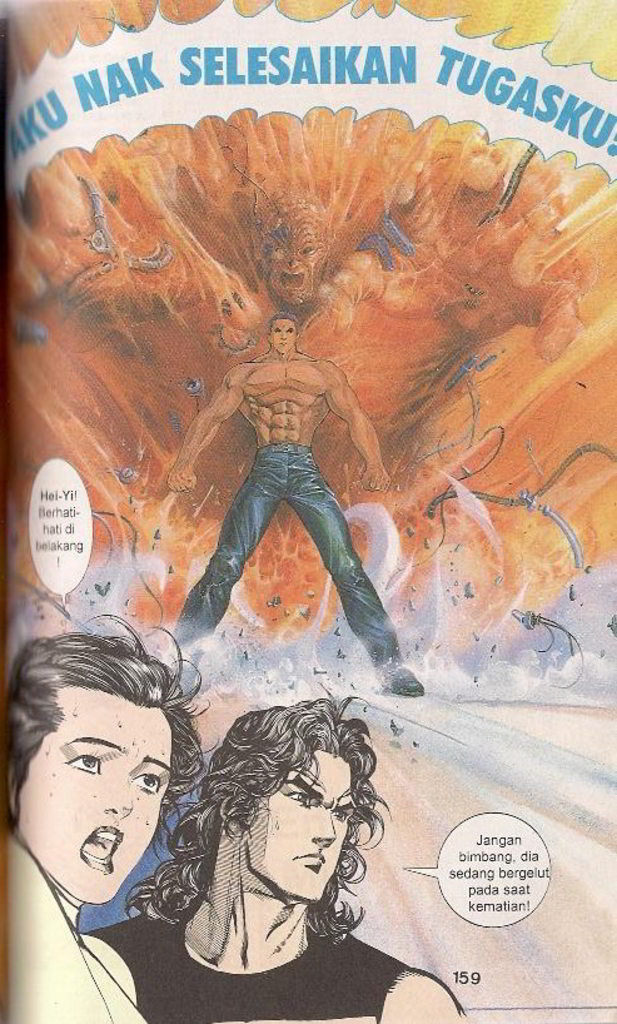 AKU NAK SELESAIKAN TUGASKU!
Hei-Yi!
Berhati-
hati di
belakang
!
Jangan
bimbang, dia
sedang bergelut
pada saat
kematian!
159